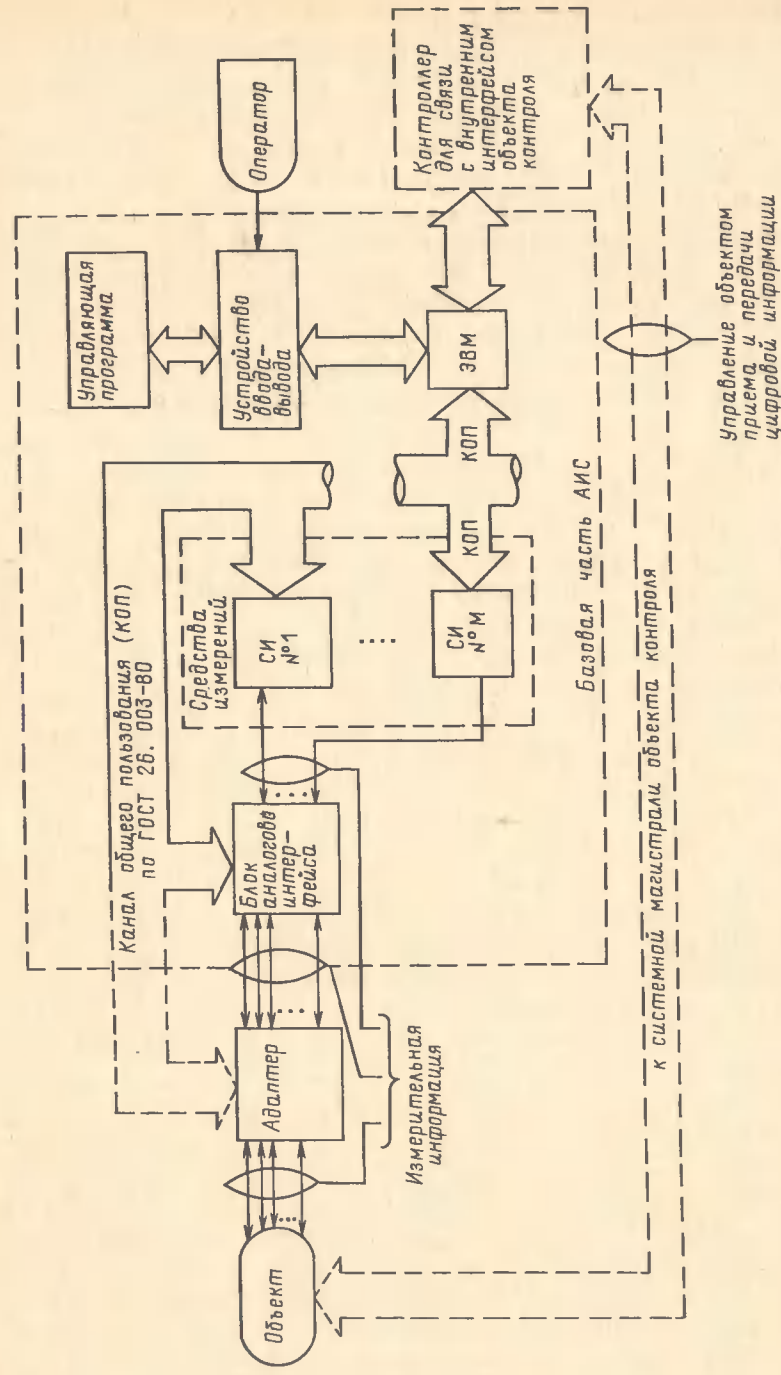 Канал общего пользования (КОП)
по ГОСТ 26. 003-80
Управляющая
программа
Оператор
Устройство
ввода-
вывода
Средства
измерений
СИ
№1
....
СИ
№М
КОП
КОП
ЭВМ
Контроллер
для связи
с внутренним
интерфейсом
объекта
контроля
Объект
...
Адаптер
...
Блок
аналогово
интер-
фейса
...
Измерительная
информация
Базовая часть АИС
к системной магистрали объекта контроля
Управление объектом
приема и передачи
цифровой информации